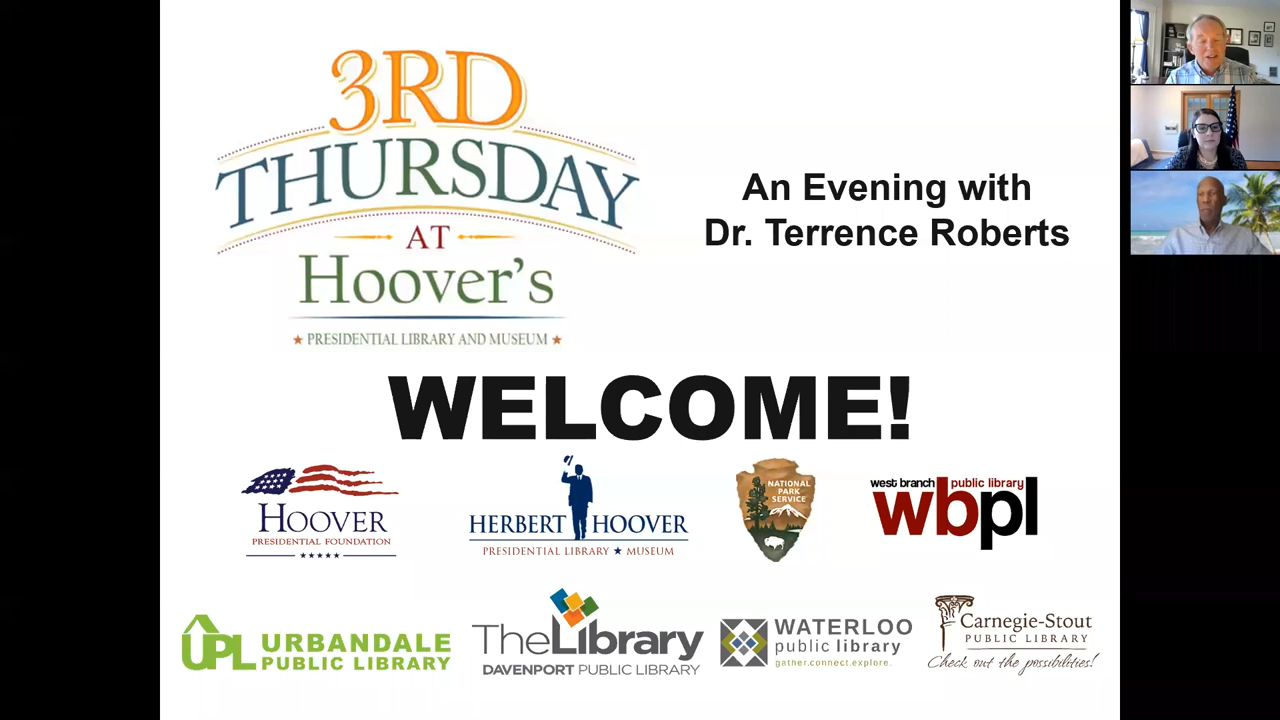 3RD
THURSDAY
AT
Hoover's
★ PRESIDENTIAL LIBRARY AND MUSEUM ★
An Evening with
Dr. Terrence Roberts
WELCOME!
HOOVER
PRESIDENTIAL FOUNDATION
HERBERT HOOVER
PRESIDENTIAL LIBRARY ★ MUSEUM
NATIONAL
PARK
SERVICE
west branch public library
wbpl
UPL URBANDALE
PUBLIC LIBRARY
The Library
DAVENPORT PUBLIC LIBRARY
WATERLOO
public library
gather.connect.explore.
CARNEGIE-STOUT
PUBLIC LIBRARY
Check out the possibilities!